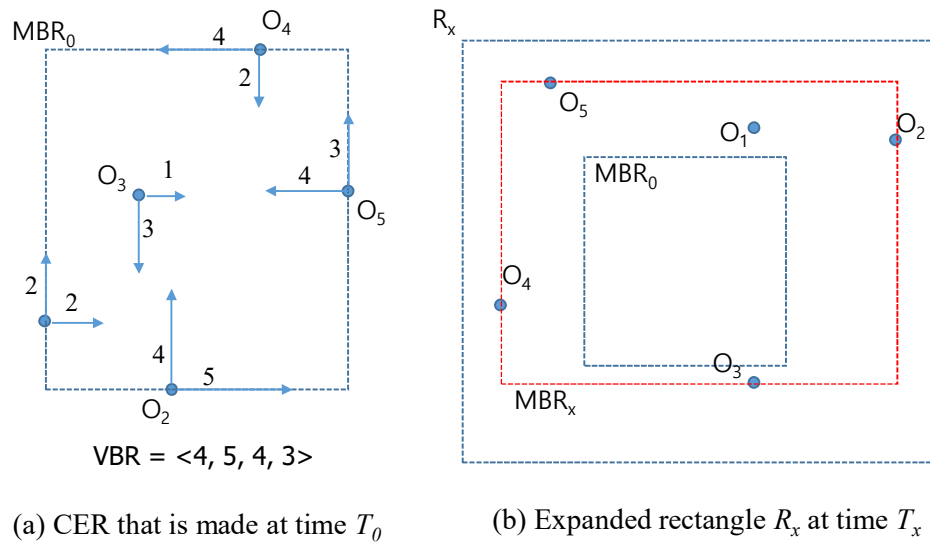 MBR0
4
O4
2
3
O3
1
4
O5
3
2
2
4
5
O2
VBR = <4, 5, 4, 3>
(a) CER that is made at time T0
Rx
O5
O1
O2
MBR0
O4
O3
MBRx
(b) Expanded rectangle Rx at time Tx